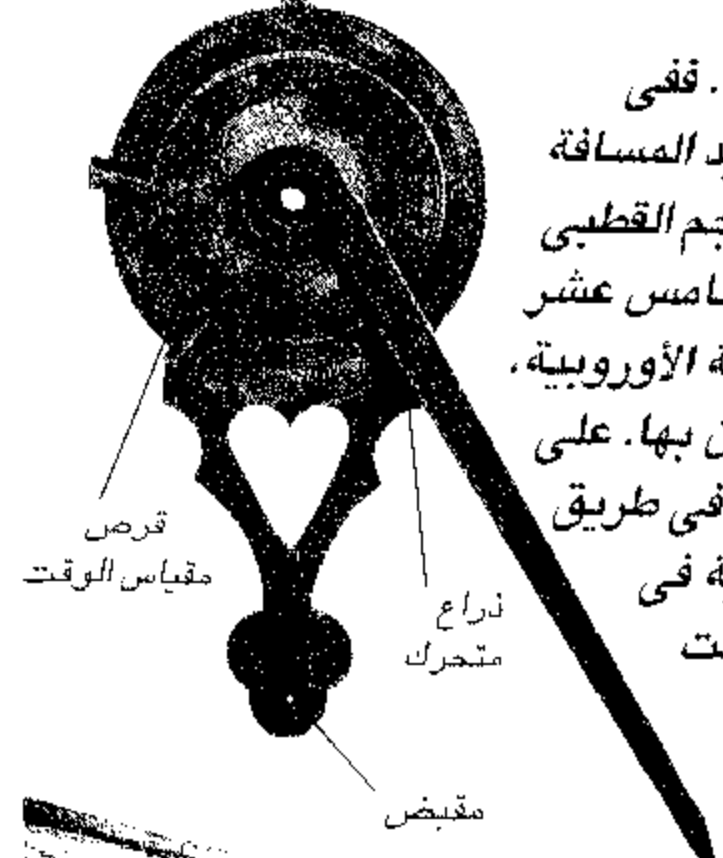 . ففى
المسافة
القطبى
عشر
الأوروبية .
بها . على
فى طريق
فى
قرص
مقياس الوقت
ذراع
متحرك
مقبض